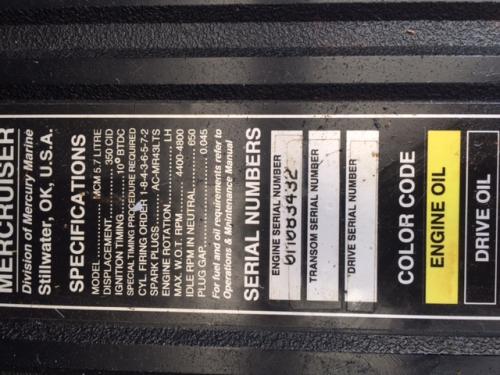 MERCRUISER
Division of Mercury Marine
Stillwater, OK, U.S.A.
SPECIFICATIONS
MODEL..............MCM 5.7 LITRE
DISPLACEMENT..............350 CID
IGNITION TIMING..........10° BTDC
SPECIAL TIMING PROCEDURE REQUIRED
CYL. FIRING ORDER 1-8-4-3-6-5-7-2
SPARK PLUGS..........AC-MR43LTS
ENGINE ROTATION...............LH
MAX. W.O.T. RPM.......4400-4800
IDLE RPM IN NEUTRAL..........650
PLUG GAP....................0.045
For fuel and oil requirements refer to
Operations & Maintenance Manual
SERIAL NUMBERS
ENGINE SERIAL NUMBER
TRANSOM SERIAL NUMBER
*DRIVE SERIAL NUMBER
COLOR CODE
ENGINE OIL
DRIVE OIL